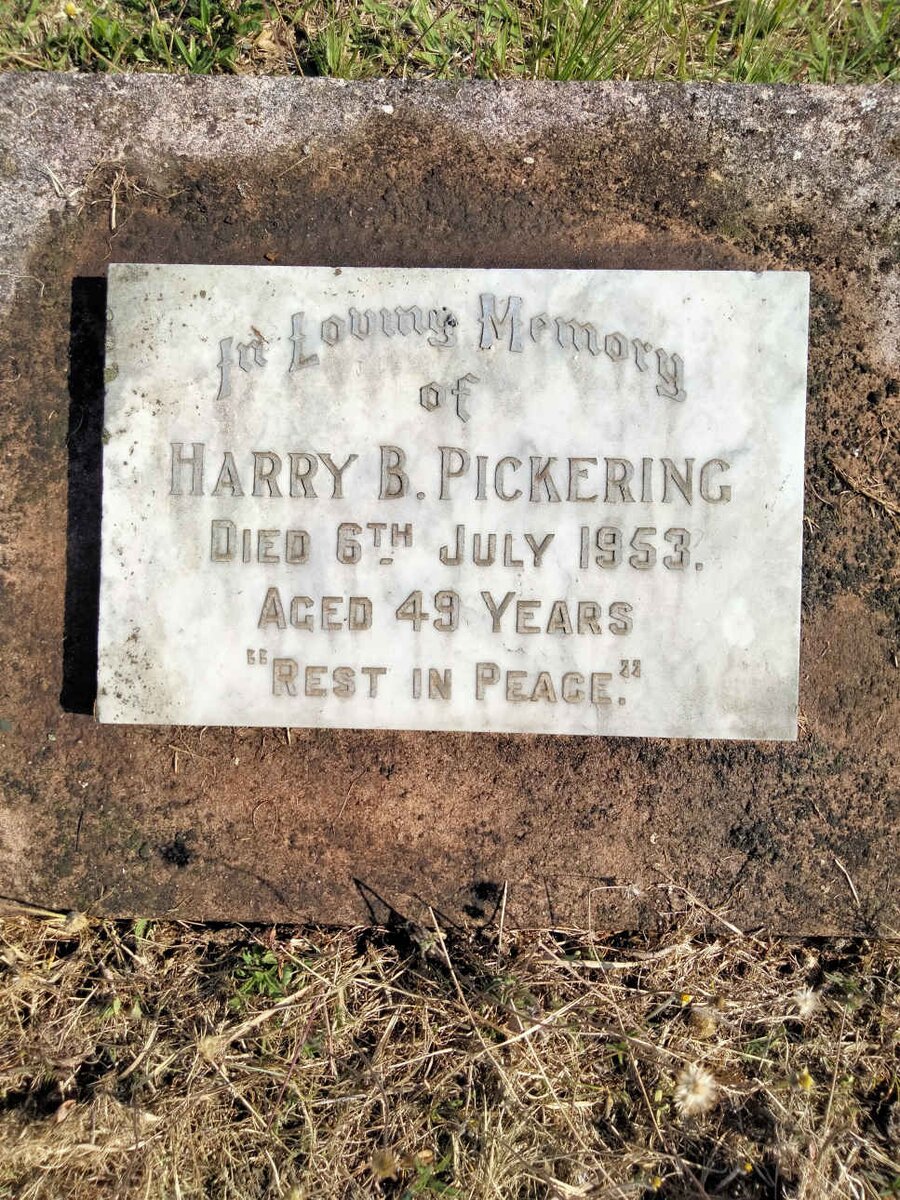 In Loving Memory
of
HARRY B. PICKERING
DIED 6TH JULY 1953.
AGED 49 YEARS
"REST IN PEACE."